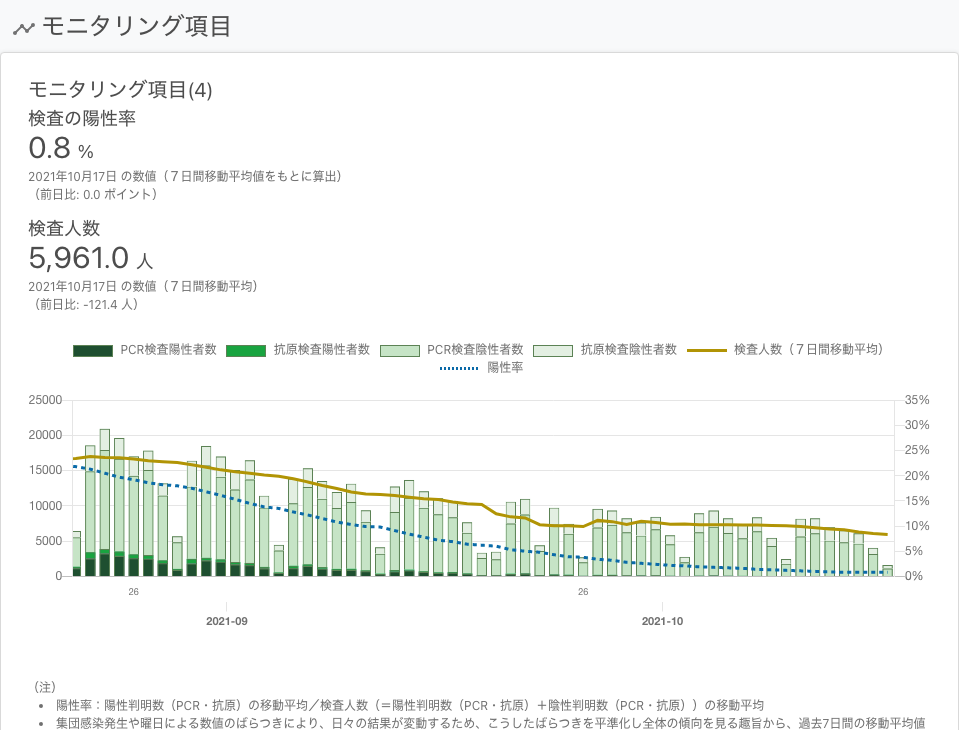 モニタリング項目
モニタリング項目(4)
検査の陽性率
0.8 %
2021年10月17日 の数値（７日間移動平均値をもとに算出）
（前日比: 0.0 ポイント）
検査人数
5,961.0 人
2021年10月17日 の数値（７日間移動平均）
（前日比: -121.4 人）
PCR検査陽性者数 抗原検査陽性者数 PCR検査陰性者数 抗原検査陰性者数 検査人数（７日間移動平均）
陽性率
25000 35%
30%
20000
25%
15000 20%
15%
10000
10%
5000 5%
0 0%
26 26
2021-09 2021-10
（注）
• 陽性率：陽性判明数（PCR・抗原）の移動平均／検査人数（＝陽性判明数（PCR・抗原）＋陰性判明数（PCR・抗原））の移動平均
• 集団感染発生や曜日による数値のばらつきにより、日々の結果が変動するため、こうしたばらつきを平準化し全体の傾向を見る趣旨から、過去7日間の移動平均値